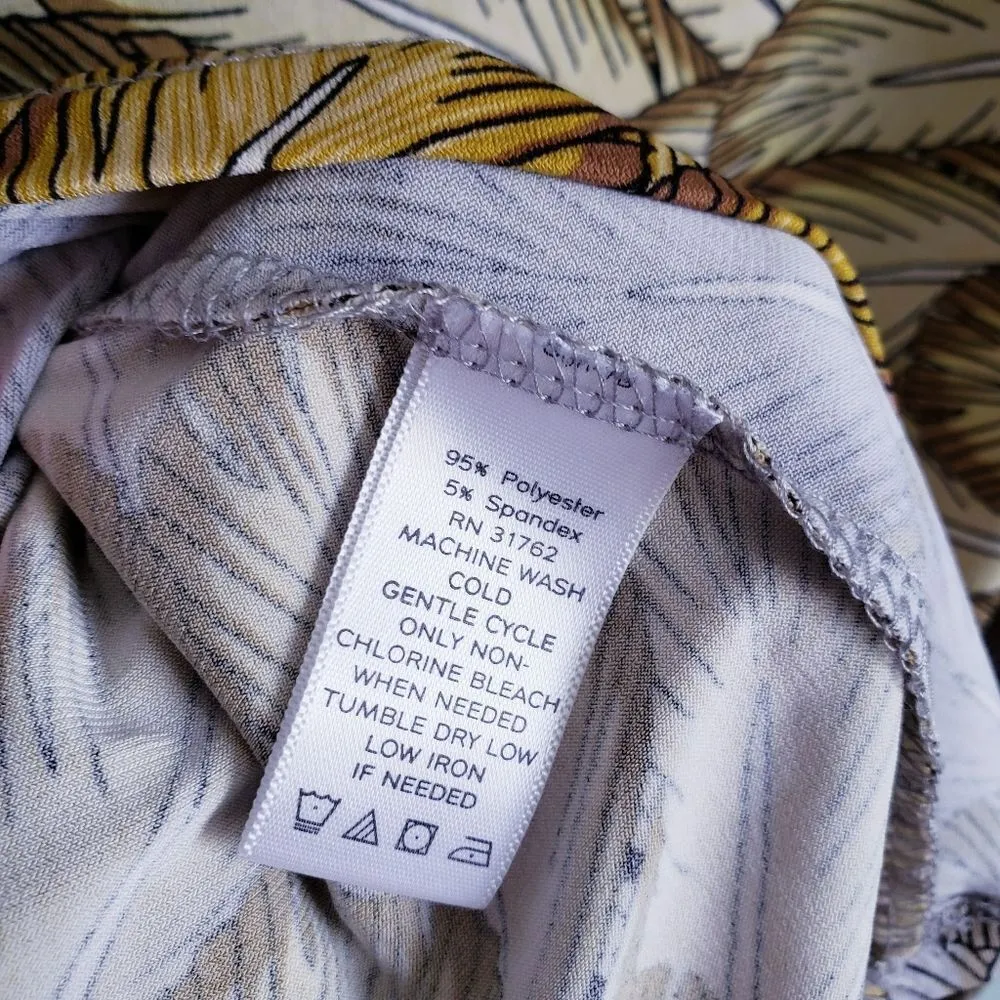 95% Polyester
5% Spandex
RN 31762
MACHINE WASH
COLD
GENTLE CYCLE
ONLY NON-
CHLORINE BLEACH
WHEN NEEDED
TUMBLE DRY LOW
LOW IRON
IF NEEDED